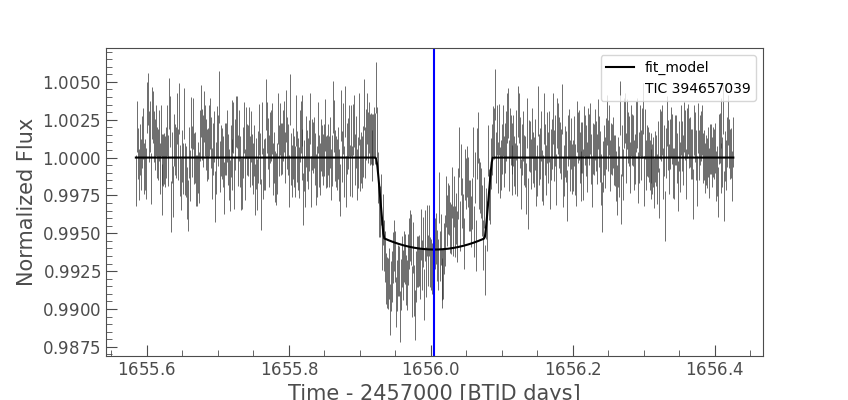 fit_model
TIC 394657039
1.0050
1.0025
1.0000
0.9975
0.9950
0.9925
0.9900
0.9875
Normalized Flux
1655.6 1655.8 1656.0 1656.2 1656.4
Time - 2457000 [BTJD days]